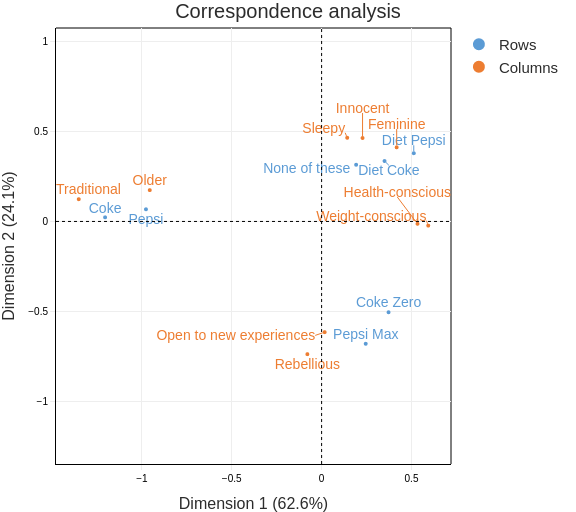 Correspondence analysis
Rows
Columns
1
Innocent
Sleepy
Feminine
0.5
Diet Pepsi
None of these
Diet Coke
Older
Traditional
Health-conscious
Coke
Pepsi
Weight-conscious
0
Coke Zero
−0.5
Open to new experiences
Pepsi Max
Rebellious
−1
−1
−0.5
0
0.5
Dimension 1 (62.6%)
Dimension 2 (24.1%)